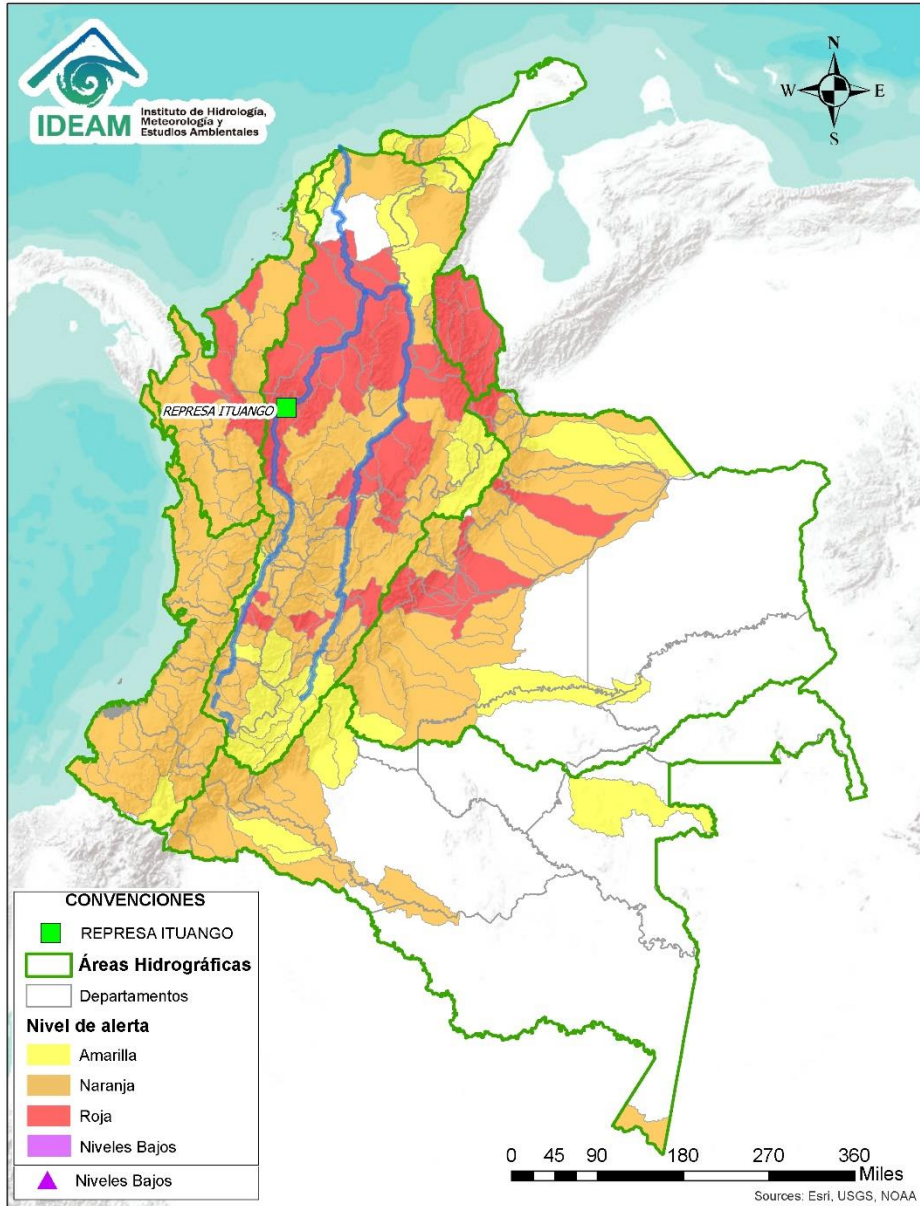 IDEAM
Instituto de Hidrología,
Meteorología y
Estudios Ambientales
N
W
E
S
REPRESA ITUANGO
CONVENCIONES
REPRESA ITUANGO
Áreas Hidrográficas
Departamentos
Nivel de alerta
Amarilla
Naranja
Roja
Niveles Bajos
Niveles Bajos
0 45 90 180 270 360
Miles
Sources: Esri, USGS, NOAA